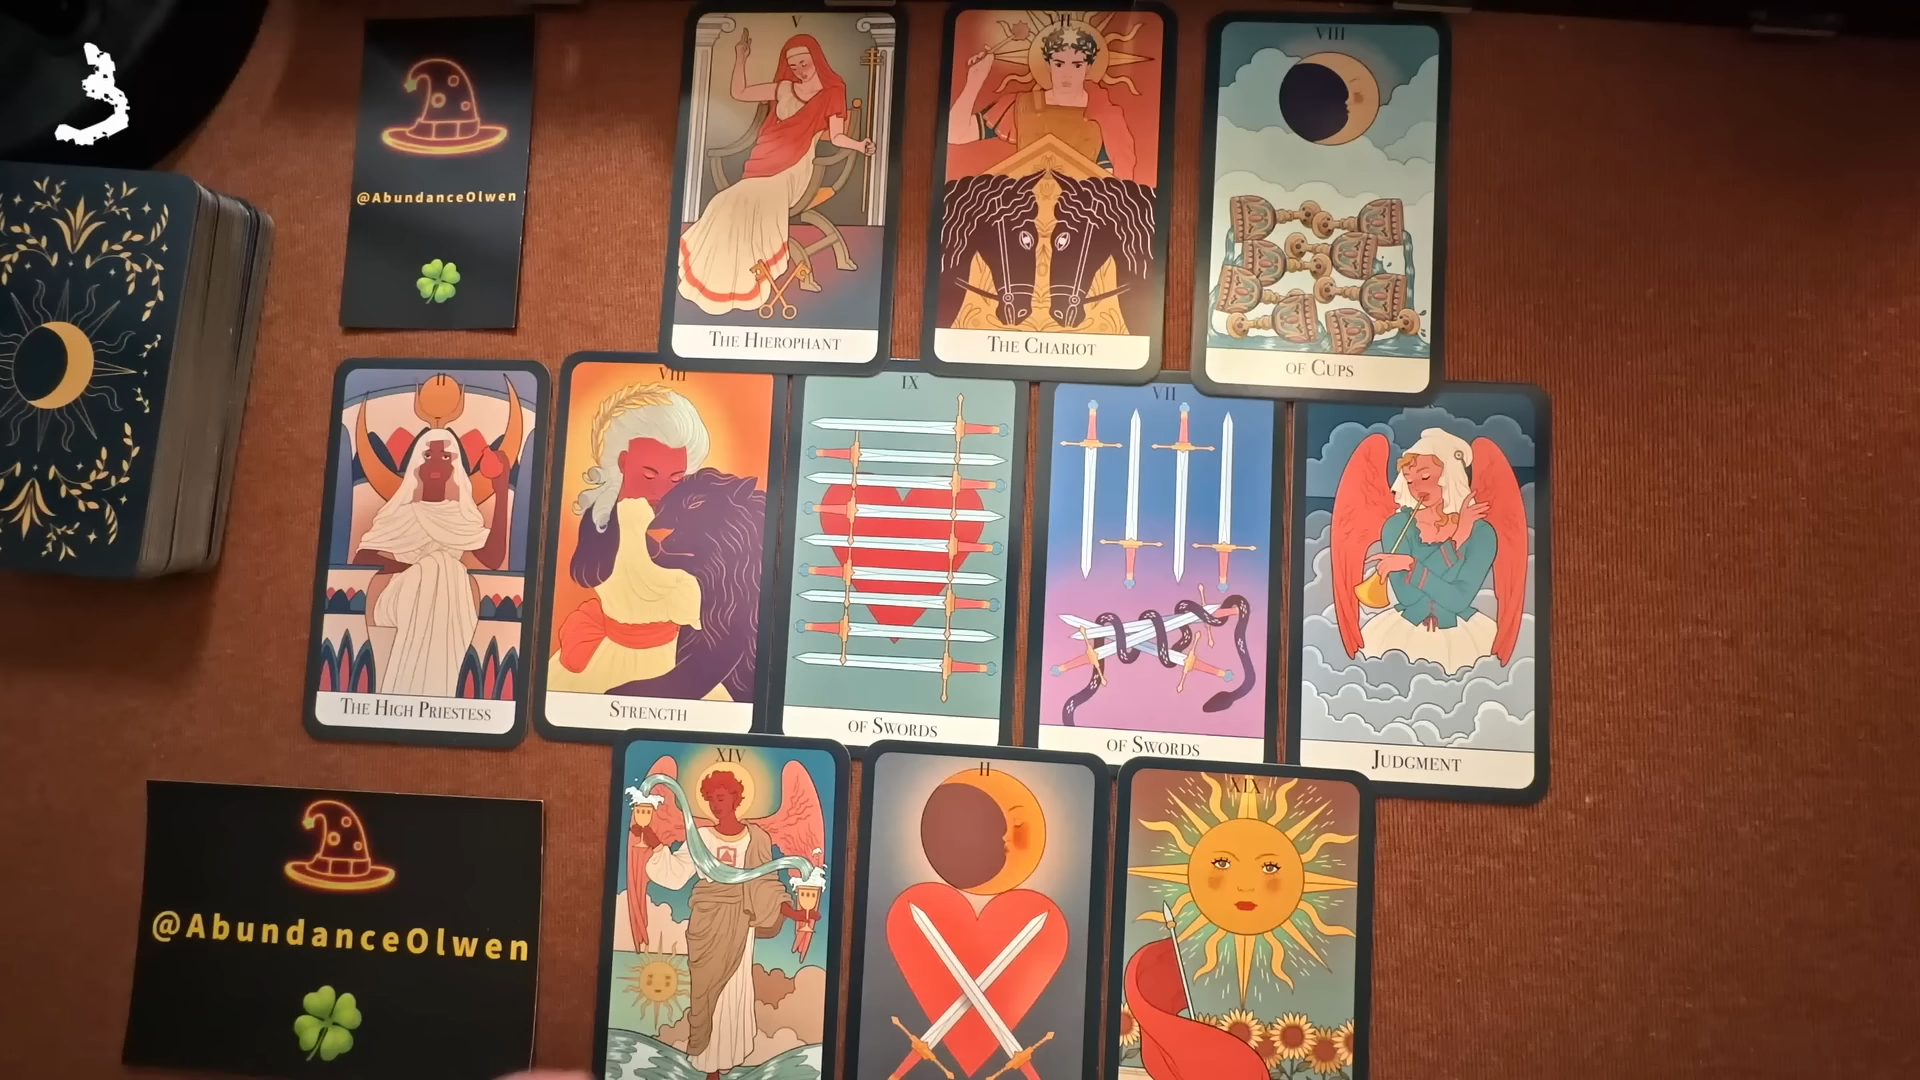 3
@AbundanceOlwen
V
THE HIEROPHANT
VII
THE CHARIOT
VIII
OF CUPS
II
THE HIGH PRIESTESS
VIII
STRENGTH
IX
OF SWORDS
VII
OF SWORDS
JUDGMENT
@AbundanceOlwen
XIV
II
XIX